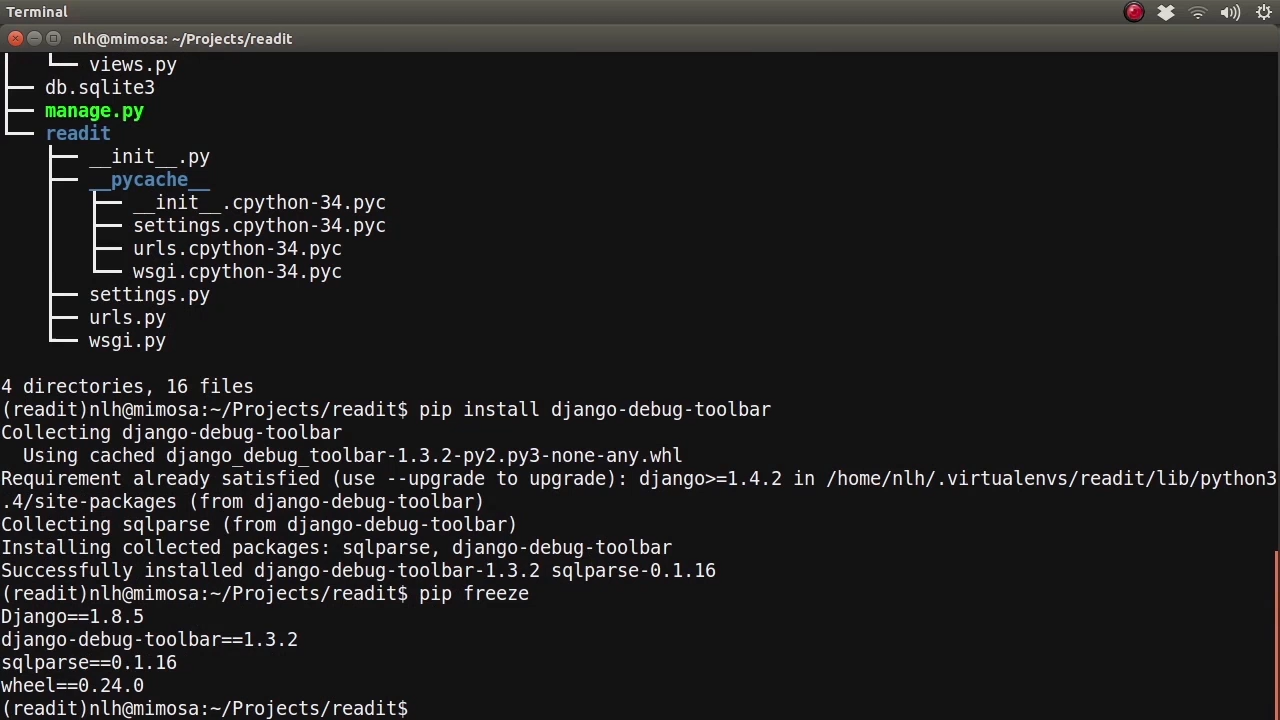 Terminal
nlh@mimosa: ~/Projects/readit
views.py
db.sqlite3
manage.py
readit
__init__.py
__pycache__
__init__.cpython-34.pyc
settings.cpython-34.pyc
urls.cpython-34.pyc
wsgi.cpython-34.pyc
settings.py
urls.py
wsgi.py
4 directories, 16 files
(readit)nlh@mimosa:~/Projects/readit$ pip install django-debug-toolbar
Collecting django-debug-toolbar
Using cached django_debug_toolbar-1.3.2-py2.py3-none-any.whl
Requirement already satisfied (use --upgrade to upgrade): django>=1.4.2 in /home/nlh/.virtualenvs/readit/lib/python3
.4/site-packages (from django-debug-toolbar)
Collecting sqlparse (from django-debug-toolbar)
Installing collected packages: sqlparse, django-debug-toolbar
Successfully installed django-debug-toolbar-1.3.2 sqlparse-0.1.16
(readit)nlh@mimosa:~/Projects/readit$ pip freeze
Django==1.8.5
django-debug-toolbar==1.3.2
sqlparse==0.1.16
wheel==0.24.0
(readit)nlh@mimosa:~/Projects/readit$